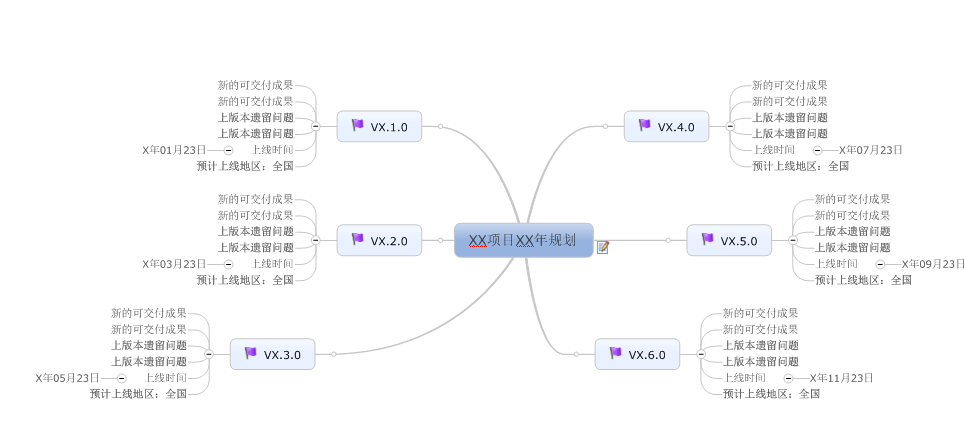 XX项目XX年规划
VX.1.0
新的可交付成果
新的可交付成果
上版本遗留问题
上版本遗留问题
上线时间
X年01月23日
预计上线地区：全国
VX.2.0
新的可交付成果
新的可交付成果
上版本遗留问题
上版本遗留问题
上线时间
X年03月23日
预计上线地区：全国
VX.3.0
新的可交付成果
新的可交付成果
上版本遗留问题
上版本遗留问题
上线时间
X年05月23日
预计上线地区：全国
VX.4.0
新的可交付成果
新的可交付成果
上版本遗留问题
上版本遗留问题
上线时间
X年07月23日
预计上线地区：全国
VX.5.0
新的可交付成果
新的可交付成果
上版本遗留问题
上版本遗留问题
上线时间
X年09月23日
预计上线地区：全国
VX.6.0
新的可交付成果
新的可交付成果
上版本遗留问题
上版本遗留问题
上线时间
X年11月23日
预计上线地区：全国